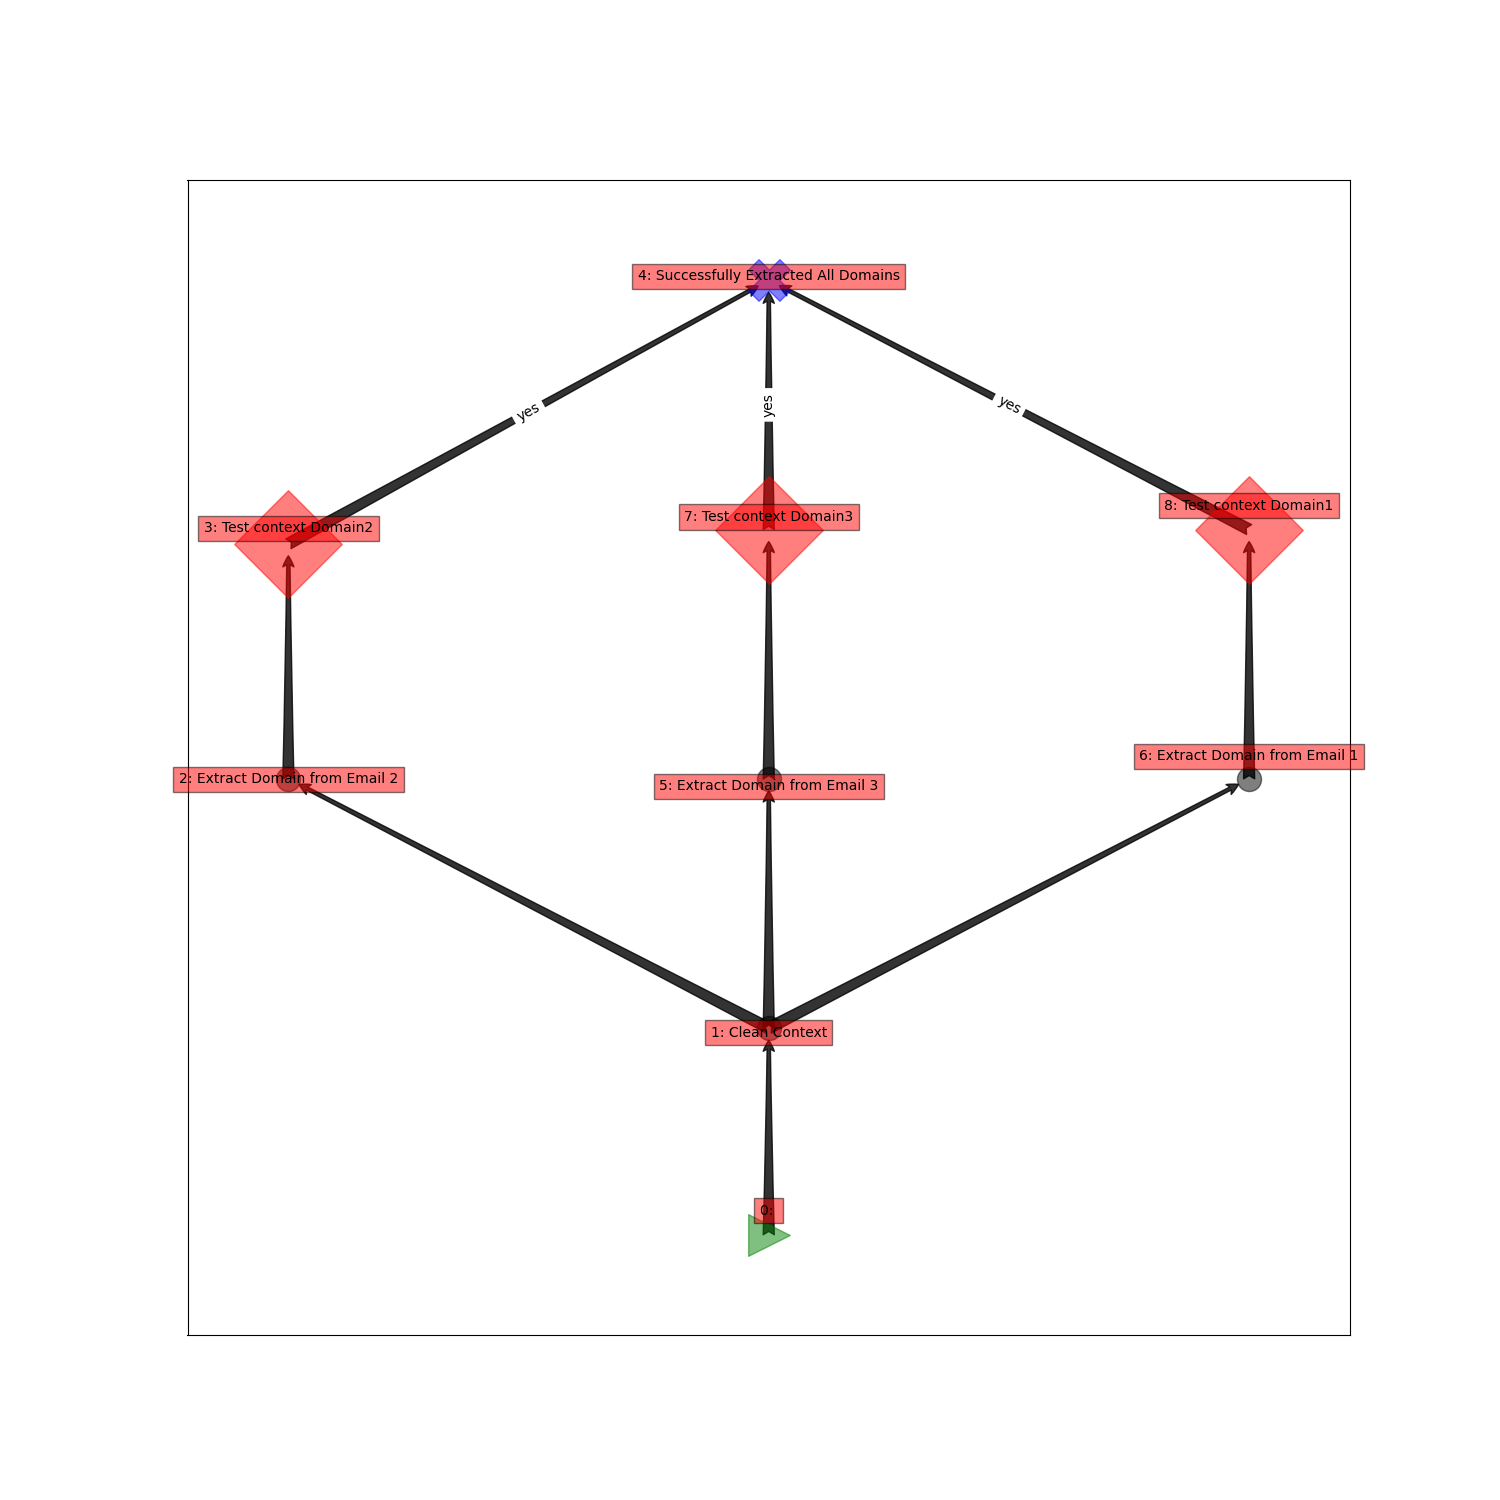 4: Successfully Extracted All Domains
yes
yes
yes
3: Test context Domain2
7: Test context Domain3
8: Test context Domain1
2: Extract Domain from Email 2
5: Extract Domain from Email 3
6: Extract Domain from Email 1
1: Clean Context
0: